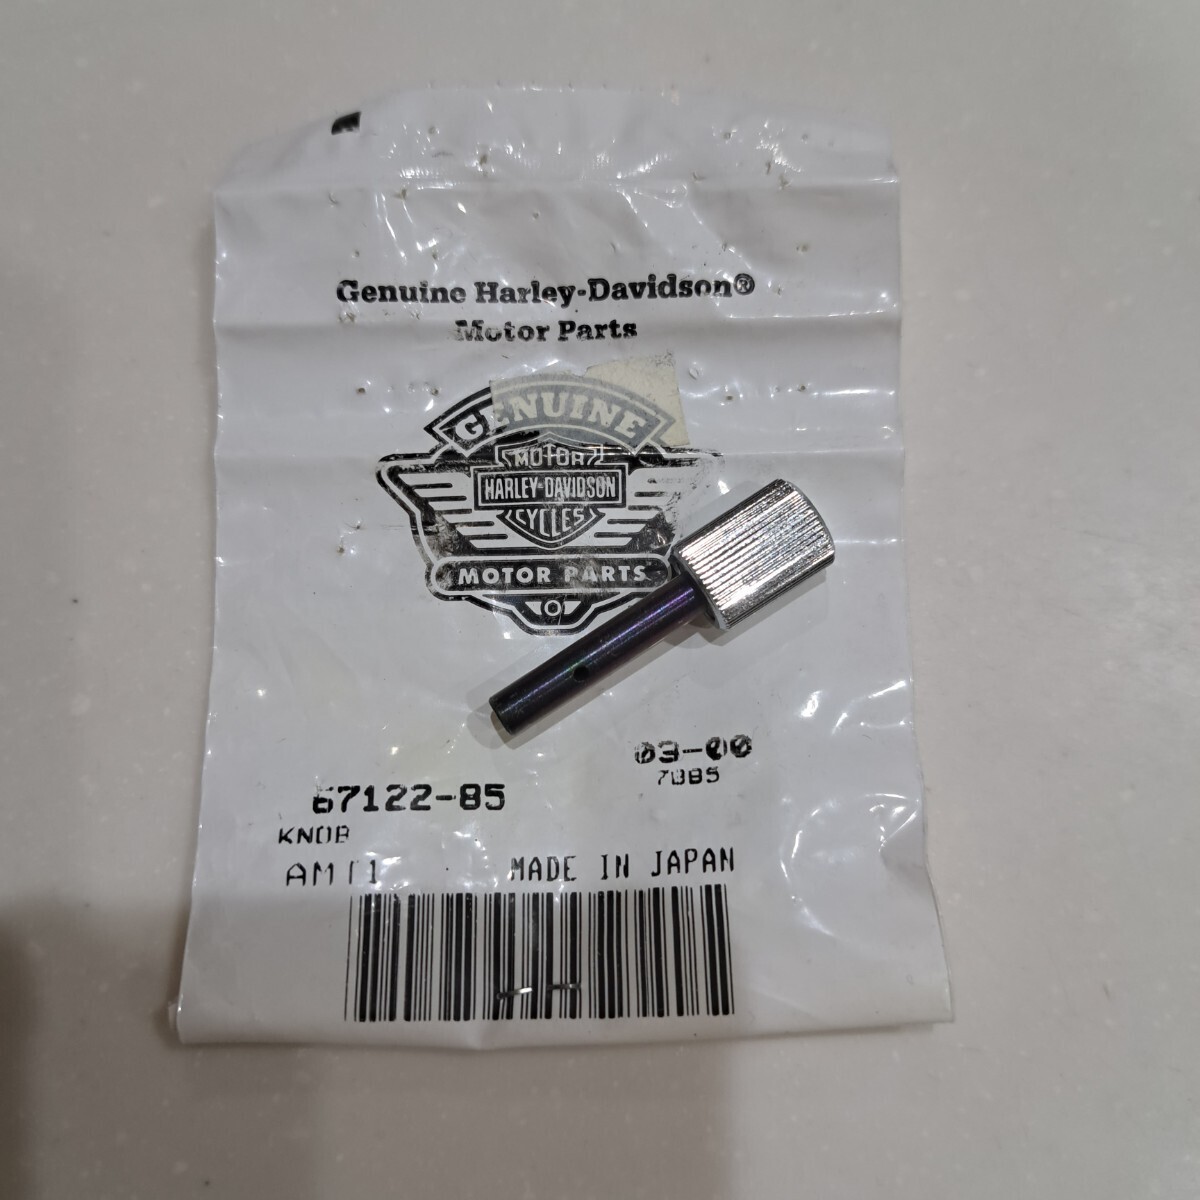 Genuine Harley-Davidson®
Motor Parts
GENUINE
MOTOR
HARLEY-DAVIDSON
CYCLES
MOTOR PARTS
03-00
7885
67122-85
KNOB
MADE IN JAPAN